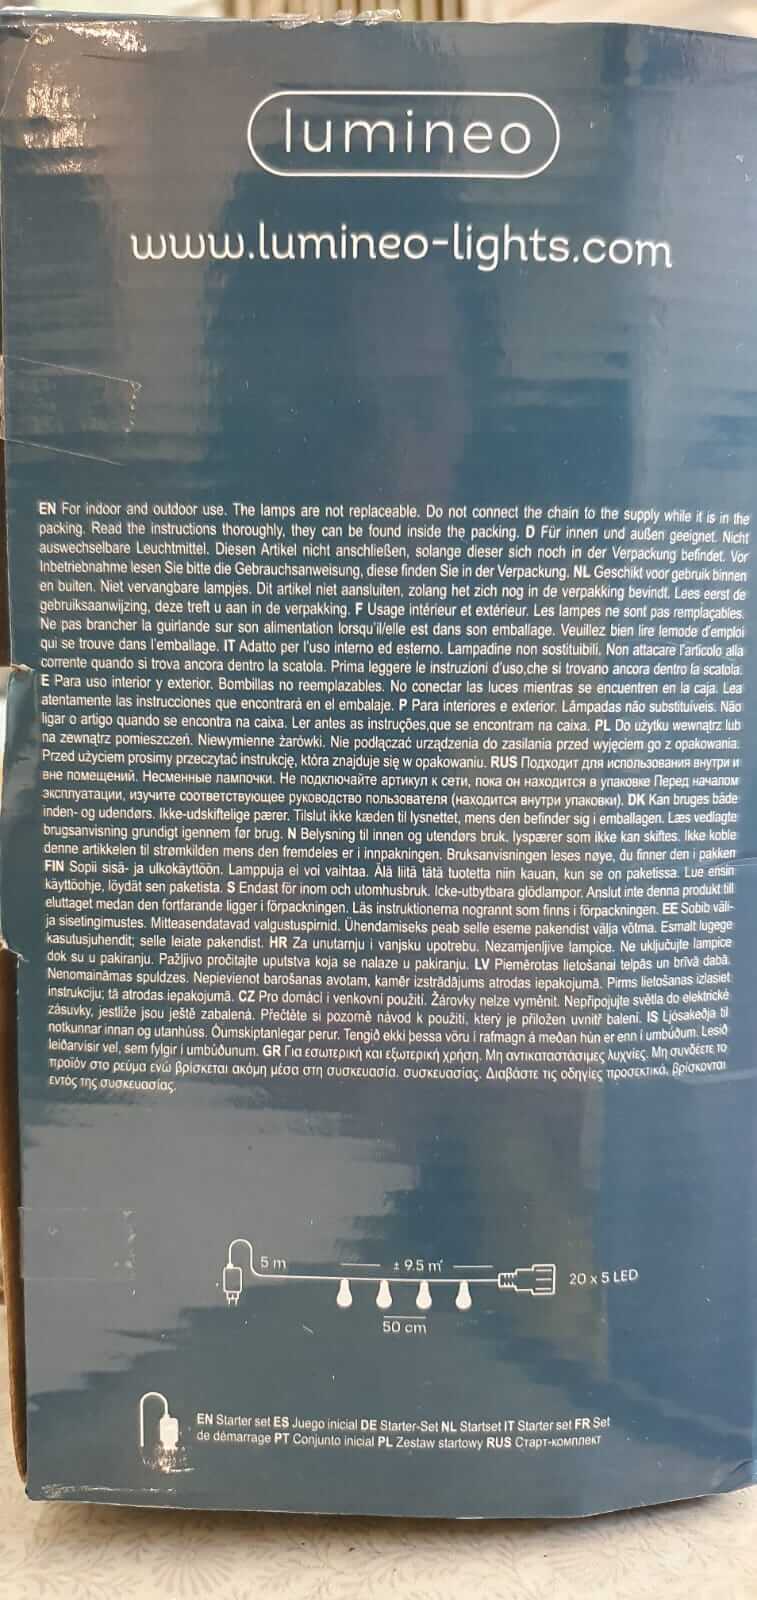 lumineo
www.lumineo-lights.com
EN For indoor and outdoor use. The lamps are not replaceable. Do not connect the chain to the supply while it is in the
packing. Read the instructions thoroughly, they can be found inside the packing. D Für innen und außen geeignet. Nicht
auswechselbare Leuchtmittel. Diesen Artikel nicht anschließen, solange dieser sich noch in der Verpackung befindet. Vor
Inbetriebnahme lesen Sie bitte die Gebrauchsanweisung, diese finden Sie in der Verpackung. NL Geschikt voor gebruik binnen
en buiten. Niet vervangbare lampjes. Dit artikel niet aansluiten, zolang het zich nog in de verpakking bevindt. Lees eerst de
gebruiksaanwijzing, deze treft u aan in de verpakking. F Usage intérieur et extérieur. Les lampes ne sont pas remplaçables.
Ne pas brancher la guirlande sur son alimentation lorsqu'il/elle est dans son emballage. Veuillez bien lire lemode d'emploi
qui se trouve dans l'emballage. IT Adatto per l'uso interno ed esterno. Lampadine non sostituibili. Non attacare l'articolo alla
corrente quando si trova ancora dentro la scatola. Prima leggere le instruzioni d'uso,che si trovano ancora dentro la scatola.
E Para uso interior y exterior. Bombillas no reemplazables. No conectar las luces mientras se encuentren en la caja. Lea
atentamente las instrucciones que encontrará en el embalaje. P Para interiores e exterior. Lâmpadas não substituíveis. Não
ligar o artigo quando se encontra na caixa. Ler antes as instruções,que se encontram na caixa. PL Do użytku wewnątrz lub
na zewnątrz pomieszczeń. Niewymienne żarówki. Nie podłączać urządzenia do zasilania przed wyjęciem go z opakowania.
Przed użyciem prosimy przeczytać instrukcję, która znajduje się w opakowaniu. RUS Подходит для использования внутри и
вне помещений. Несменные лампочки. Не подключайте артикул к сети, пока он находится в упаковке Перед началом
эксплуатации, изучите соответствующее руководство пользователя (находится внутри упаковки). DK Kan bruges både
inden- og udendørs. Ikke-udskiftelige pærer. Tilslut ikke kæden til lysnettet, mens den befinder sig i emballagen. Læs vedlagte
brugsanvisning grundigt igennem før brug. N Belysning til innen og utendørs bruk. lyspærer som ikke kan skiftes. Ikke koble
denne artikkelen til strømkilden mens den fremdeles er i innpakningen. Bruksanvisningen leses nøye, du finner den i pakken
FIN Sopii sisä- ja ulkokäyttöön. Lamppuja ei voi vaihtaa. Älä liitä tätä tuotetta niin kauan, kun se on paketissa. Lue ensin
käyttöohje, löydät sen paketista. S Endast för inom och utomhusbruk. Icke-utbytbara glödlampor. Anslut inte denna produkt till
eluttaget medan den fortfarande ligger i förpackningen. Läs instruktionerna nogrannt som finns i förpackningen. EE Sobib väli-
ja sisetingimustes. Mitteasendatavad valgustuspirnid. Ühendamiseks peab selle eseme pakendist välja võtma. Esmalt lugege
kasutusjuhendit; selle leiate pakendist. HR Za unutarnju i vanjsku upotrebu. Nezamjenljive lampice. Ne uključujte lampice
dok su u pakiranju. Pažljivo pročitajte uputstva koja se nalaze u pakiranju. LV Piemērotas lietošanai telpās un brīvā dabā.
Nenomaināmas spuldzes. Nepievienot barošanas avotam, kamēr izstrādājums atrodas iepakojumā. Pirms lietošanas izlasiet
instrukciju; tā atrodas iepakojumā. CZ Pro domácí i venkovní použití. Žárovky nelze vyměnit. Nepřipojujte světla do elektrické
zásuvky, jestliže jsou ještě zabalená. Přečtěte si pozorně návod k použití, který je přiložen uvnitř balení. IS Ljósakeðja til
notkunnar innan og utanhúss. Óumskiptanlegar perur. Tengið ekki þessa vöru í rafmagn á meðan hún er enn í umbúðum. Lesið
leiðarvisir vel, sem fylgir í umbúðunum. GR Για εσωτερική και εξωτερική χρήση. Μη αντικαταστάσιμες λυχνίες. Μη συνδέετε το
προϊόν στο ρεύμα ενώ βρίσκεται ακόμη μέσα στη συσκευασία. συσκευασίας. Διαβάστε τις οδηγίες προσεκτικά, βρίσκονται
εντός της συσκευασίας.
5 m
± 9.5 m
20 x 5 LED
50 cm
EN Starter set ES Juego inicial DE Starter-Set NL Startset IT Starter set FR Set
de démarrage PT Conjunto inicial PL Zestaw startowy RUS Старт-комплект